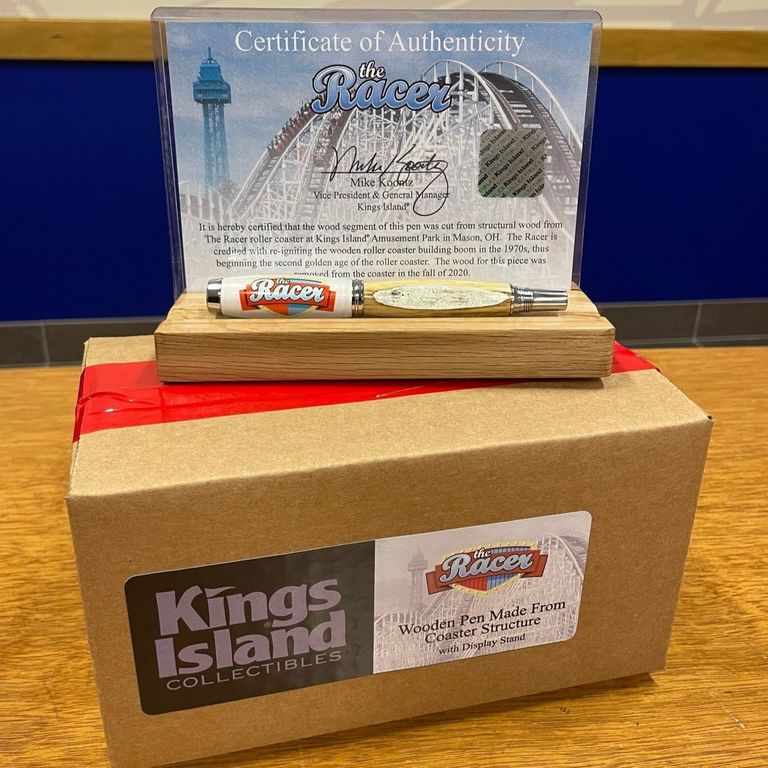 Certificate of Authenticity
the
Racer
Mike Koontz
Mike Koontz
Vice President & General Manager
Kings Island®
Kings Island
It is hereby certified that the wood segment of this pen was cut from structural wood from
The Racer roller coaster at Kings Island® Amusement Park in Mason, OH. The Racer is
credited with re-igniting the wooden roller coaster building boom in the 1970s, thus
beginning the second golden age of the roller coaster. The wood for this piece was
removed from the coaster in the fall of 2020.
the
Racer
Kings
Island®
COLLECTIBLES
the
Racer
Wooden Pen Made From
Coaster Structure
with Display Stand